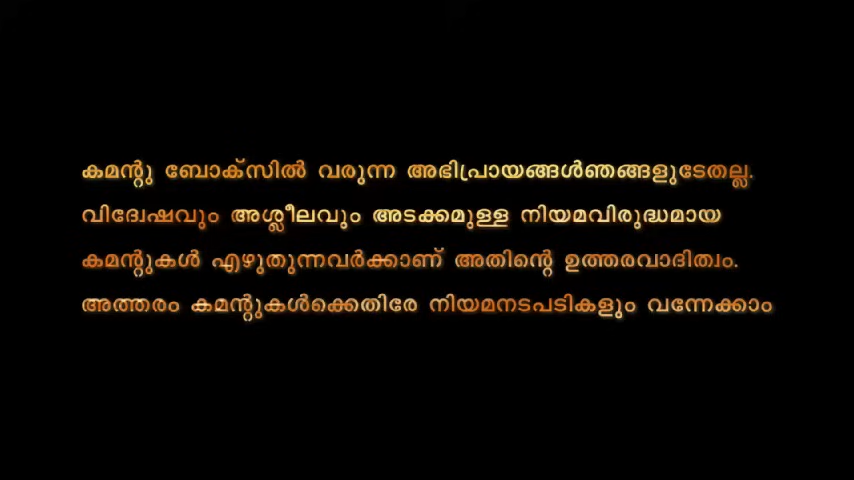 കമന്റു ബോക്സിൽ വരുന്ന അഭിപ്രായങ്ങൾഞങ്ങളുടേതല്ല.
വിദ്വേഷവും അശ്ലീലവും അടക്കമുള്ള നിയമവിരുദ്ധമായ
കമന്റുകൾ എഴുതുന്നവർക്കാണ് അതിന്റെ ഉത്തരവാദിത്വം.
അത്തരം കമന്റുകൾക്കെതിരേ നിയമനടപടികളും വന്നേക്കാം